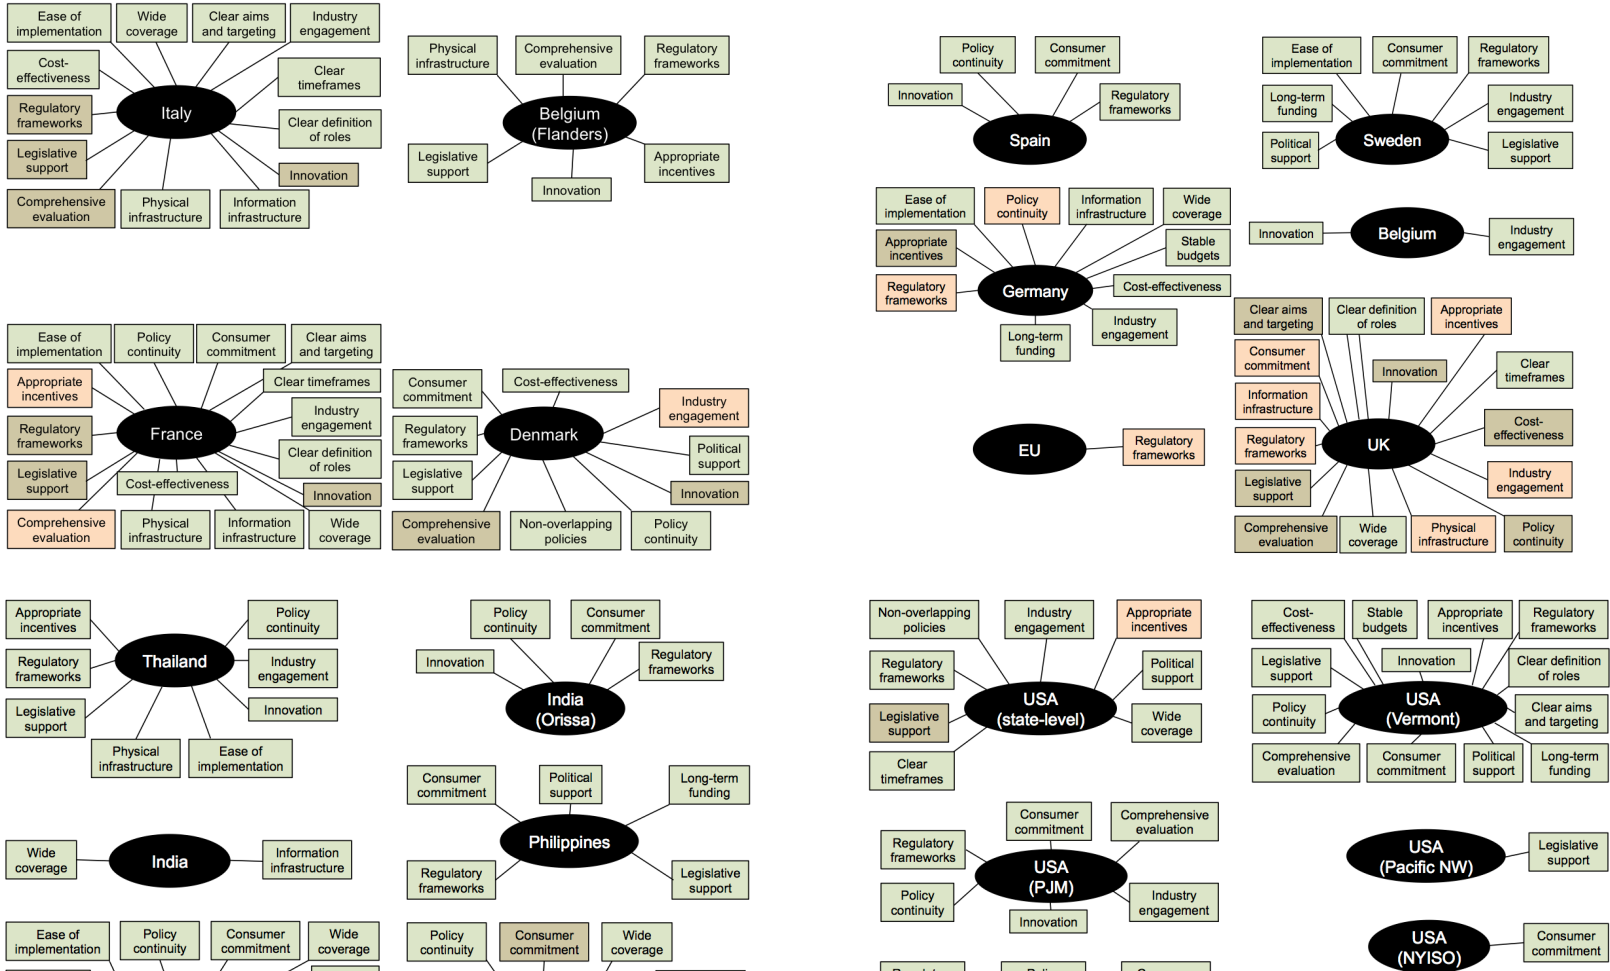 Ease of
implementation
Wide
coverage
Clear aims
and targeting
Industry
engagement
Cost-
effectiveness
Clear
timeframes
Regulatory
frameworks
Italy
Clear definition
of roles
Legislative
support
Innovation
Comprehensive
evaluation
Physical
infrastructure
Information
infrastructure
Physical
infrastructure
Comprehensive
evaluation
Regulatory
frameworks
Belgium
(Flanders)
Legislative
support
Innovation
Appropriate
incentives
Policy
continuity
Consumer
commitment
Innovation
Regulatory
frameworks
Spain
Ease of
implementation
Consumer
commitment
Regulatory
frameworks
Long-term
funding
Industry
engagement
Political
support
Sweden
Legislative
support
Ease of
implementation
Policy
continuity
Information
infrastructure
Wide
coverage
Appropriate
incentives
Stable
budgets
Regulatory
frameworks
Germany
Cost-effectiveness
Long-term
funding
Industry
engagement
Innovation
Belgium
Industry
engagement
Ease of
implementation
Policy
continuity
Consumer
commitment
Clear aims
and targeting
Appropriate
incentives
Clear timeframes
Industry
engagement
Regulatory
frameworks
France
Clear definition
of roles
Legislative
support
Cost-effectiveness
Innovation
Comprehensive
evaluation
Physical
infrastructure
Information
infrastructure
Wide
coverage
Consumer
commitment
Cost-effectiveness
Industry
engagement
Regulatory
frameworks
Denmark
Political
support
Legislative
support
Innovation
Comprehensive
evaluation
Non-overlapping
policies
Policy
continuity
EU
Regulatory
frameworks
Clear aims
and targeting
Clear definition
of roles
Appropriate
incentives
Consumer
commitment
Innovation
Clear
timeframes
Information
infrastructure
Cost-
effectiveness
Regulatory
frameworks
UK
Legislative
support
Industry
engagement
Comprehensive
evaluation
Wide
coverage
Physical
infrastructure
Policy
continuity
Appropriate
incentives
Policy
continuity
Regulatory
frameworks
Thailand
Industry
engagement
Legislative
support
Innovation
Physical
infrastructure
Ease of
implementation
Policy
continuity
Consumer
commitment
Innovation
Regulatory
frameworks
India
(Orissa)
Non-overlapping
policies
Industry
engagement
Appropriate
incentives
Regulatory
frameworks
Political
support
Legislative
support
USA
(state-level)
Wide
coverage
Clear
timeframes
Cost-
effectiveness
Stable
budgets
Appropriate
incentives
Regulatory
frameworks
Legislative
support
Innovation
Clear definition
of roles
Policy
continuity
USA
(Vermont)
Clear aims
and targeting
Comprehensive
evaluation
Consumer
commitment
Political
support
Long-term
funding
Wide
coverage
India
Information
infrastructure
Consumer
commitment
Political
support
Long-term
funding
Philippines
Regulatory
frameworks
Legislative
support
Consumer
commitment
Comprehensive
evaluation
Regulatory
frameworks
USA
(PJM)
Policy
continuity
Innovation
Industry
engagement
USA
(Pacific NW)
Legislative
support
Ease of
implementation
Policy
continuity
Consumer
commitment
Wide
coverage
Policy
continuity
Consumer
commitment
Wide
coverage
USA
(NYISO)
Consumer
commitment